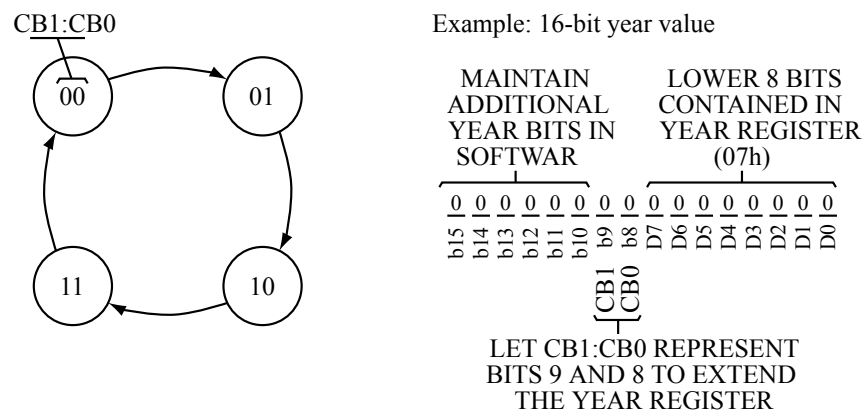 CB1:CB0
00
01
11
10
Example: 16-bit year value
MAINTAIN
ADDITIONAL
YEAR BITS IN
SOFTWAR
LOWER 8 BITS
CONTAINED IN
YEAR REGISTER
(07h)
0 0 0 0 0 0 0 0 0 0 0 0 0 0 0 0
b15 b14 b13 b12 b11 b10 b9 b8 D7 D6 D5 D4 D3 D2 D1 D0
CB1 CB0
LET CB1:CB0 REPRESENT
BITS 9 AND 8 TO EXTEND
THE YEAR REGISTER